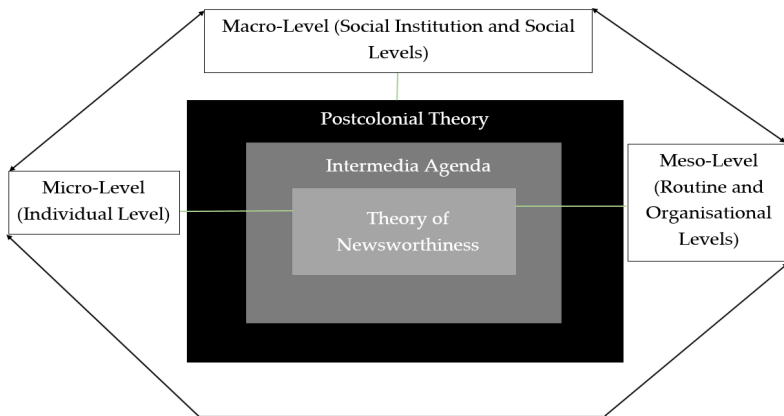 Macro-Level (Social Institution and Social
Levels)
Postcolonial Theory
Intermedia Agenda
Theory of
Newsworthiness
Micro-Level
(Individual Level)
Meso-Level
(Routine and
Organisational
Levels)